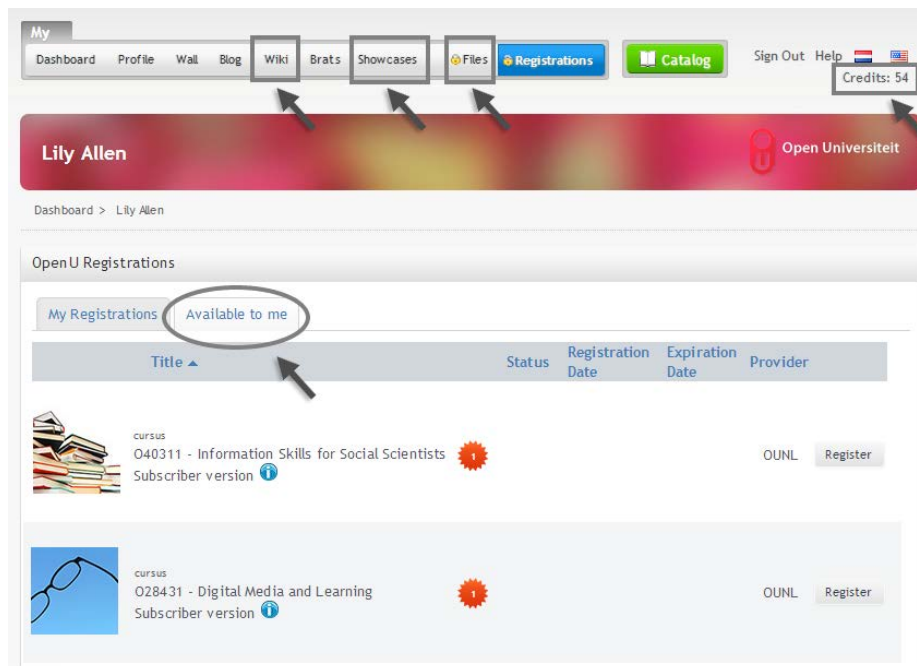 My
Dashboard Profile Wall Blog Wiki Brats Showcases Files Registrations Catalog Sign Out Help
Credits: 54
Lily Allen
Open Universiteit
Dashboard > Lily Allen
OpenU Registrations
My Registrations Available to me
Title Status Registration Date Expiration Date Provider
cursus
O40311 - Information Skills for Social Scientists
Subscriber version
1
OUNL Register
cursus
O28431 - Digital Media and Learning
Subscriber version
1
OUNL Register